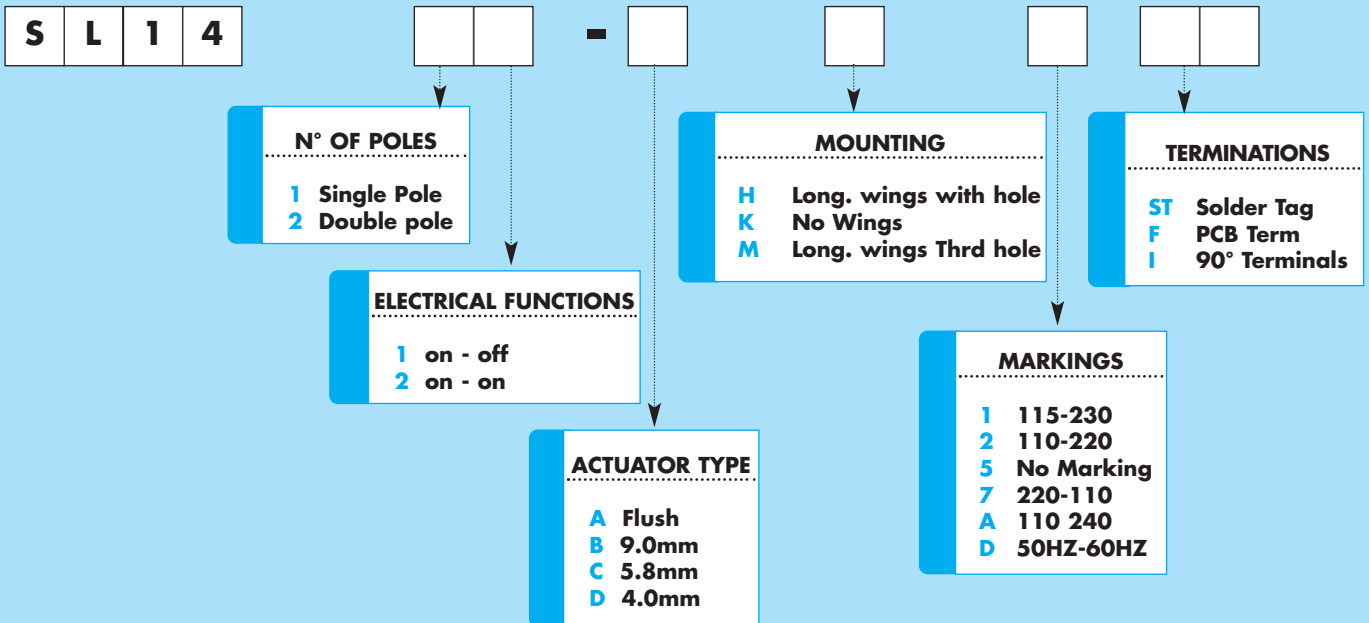 S L 1 4 -
N° OF POLES
1 Single Pole
2 Double pole
ELECTRICAL FUNCTIONS
1 on - off
2 on - on
ACTUATOR TYPE
A Flush
B 9.0mm
C 5.8mm
D 4.0mm
MOUNTING
H Long. wings with hole
K No Wings
M Long. wings Thrd hole
MARKINGS
1 115-230
2 110-220
5 No Marking
7 220-110
A 110 240
D 50HZ-60HZ
TERMINATIONS
ST Solder Tag
F PCB Term
I 90° Terminals